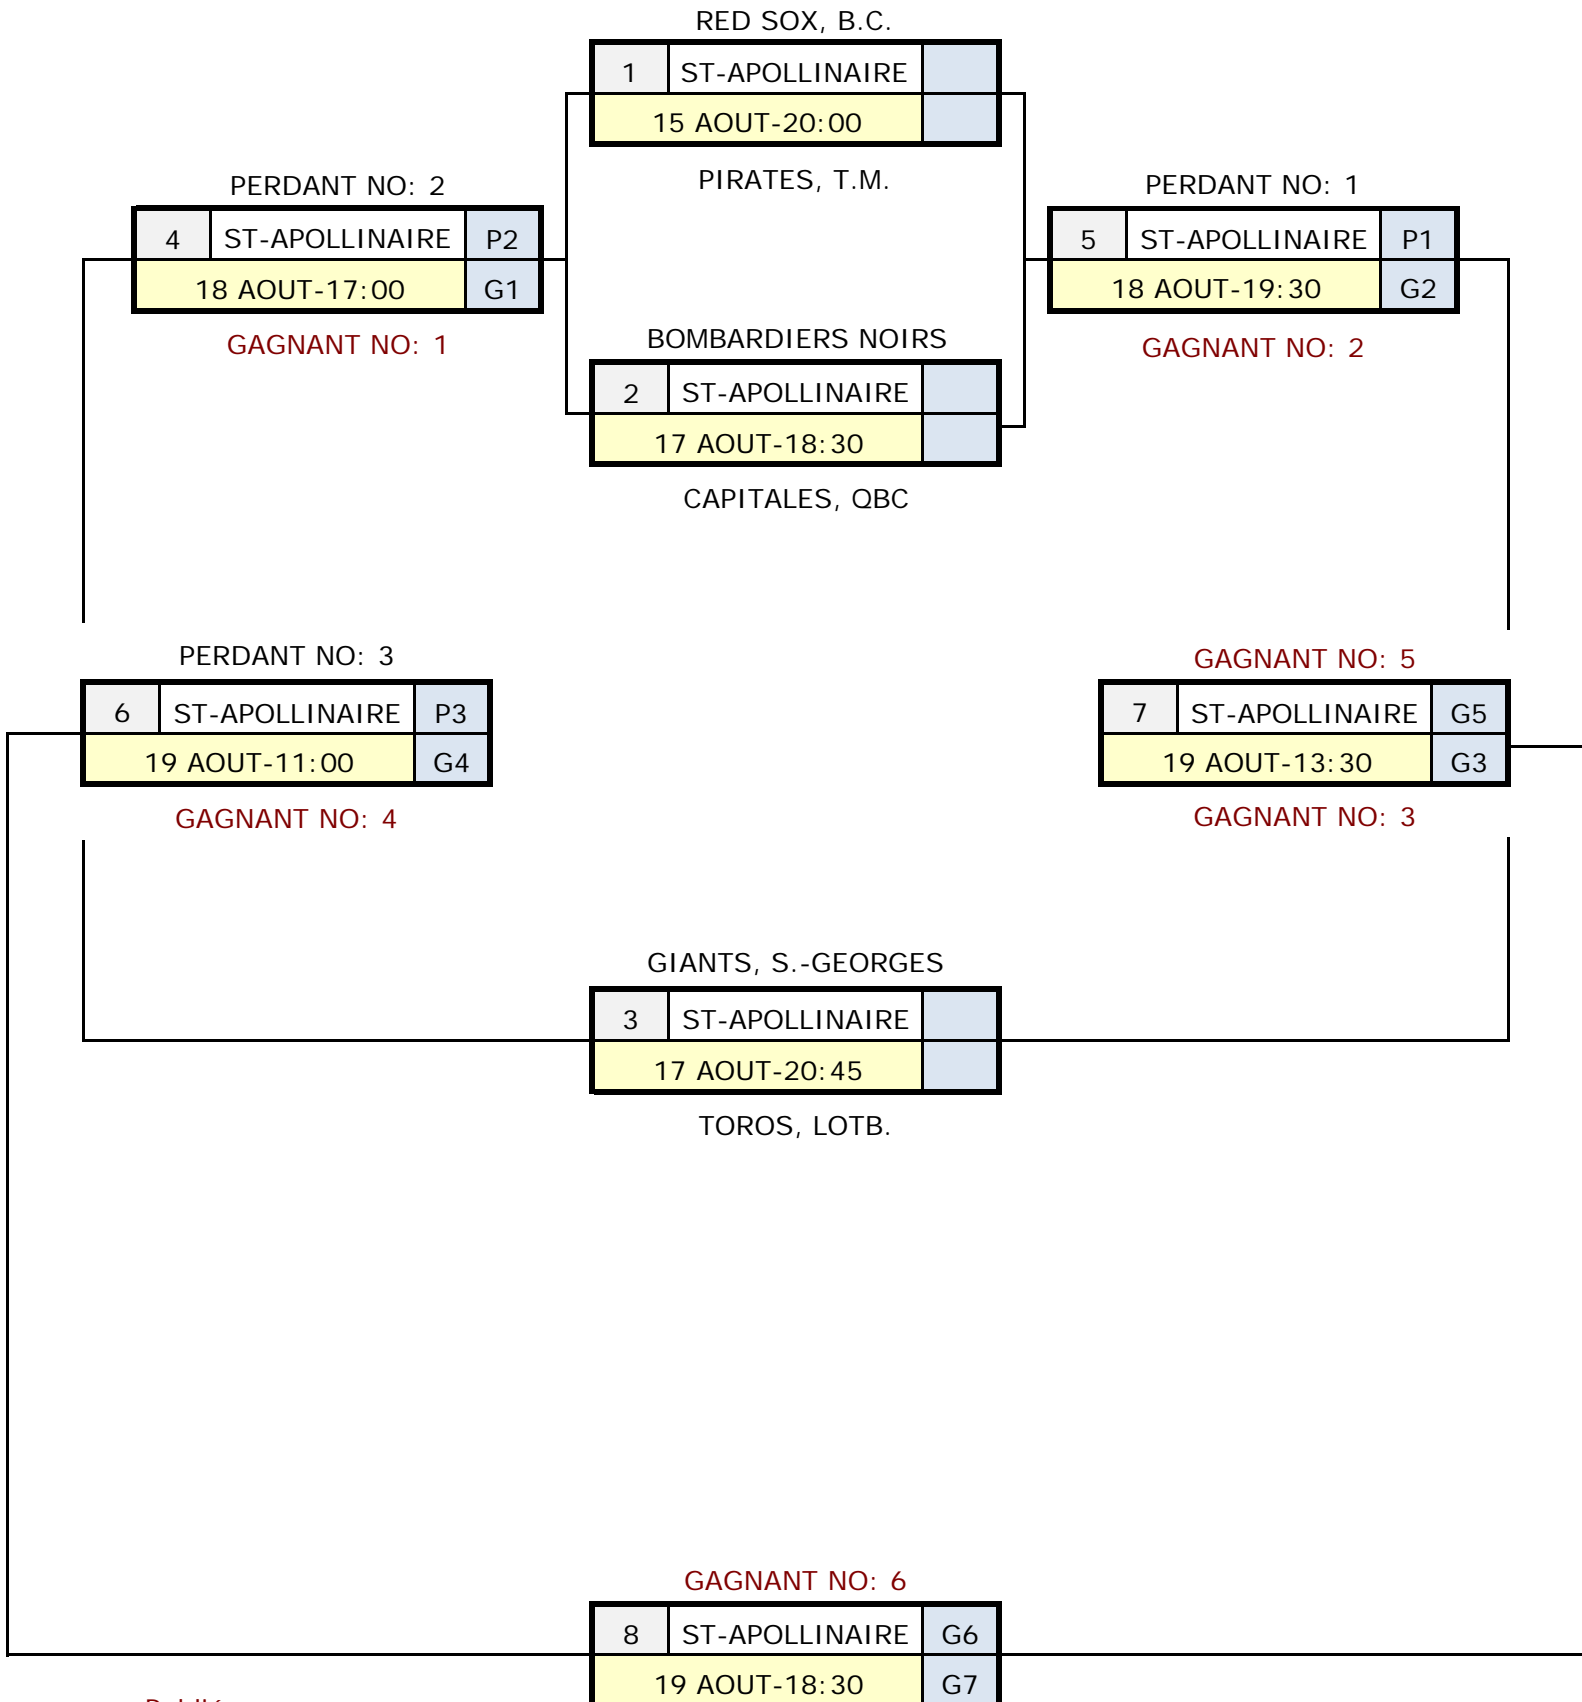 RED SOX, B.C.
1 ST-APOLLINAIRE
15 AOUT-20:00
PIRATES, T.M.
PERDANT NO: 2
4 ST-APOLLINAIRE P2
18 AOUT-17:00 G1
GAGNANT NO: 1
PERDANT NO: 1
5 ST-APOLLINAIRE P1
18 AOUT-19:30 G2
GAGNANT NO: 2
BOMBARDIERS NOIRS
2 ST-APOLLINAIRE
17 AOUT-18:30
CAPITALES, QBC
PERDANT NO: 3
6 ST-APOLLINAIRE P3
19 AOUT-11:00 G4
GAGNANT NO: 4
GAGNANT NO: 5
7 ST-APOLLINAIRE G5
19 AOUT-13:30 G3
GAGNANT NO: 3
GIANTS, S.-GEORGES
3 ST-APOLLINAIRE
17 AOUT-20:45
TOROS, LOTB.
GAGNANT NO: 6
8 ST-APOLLINAIRE G6
19 AOUT-18:30 G7